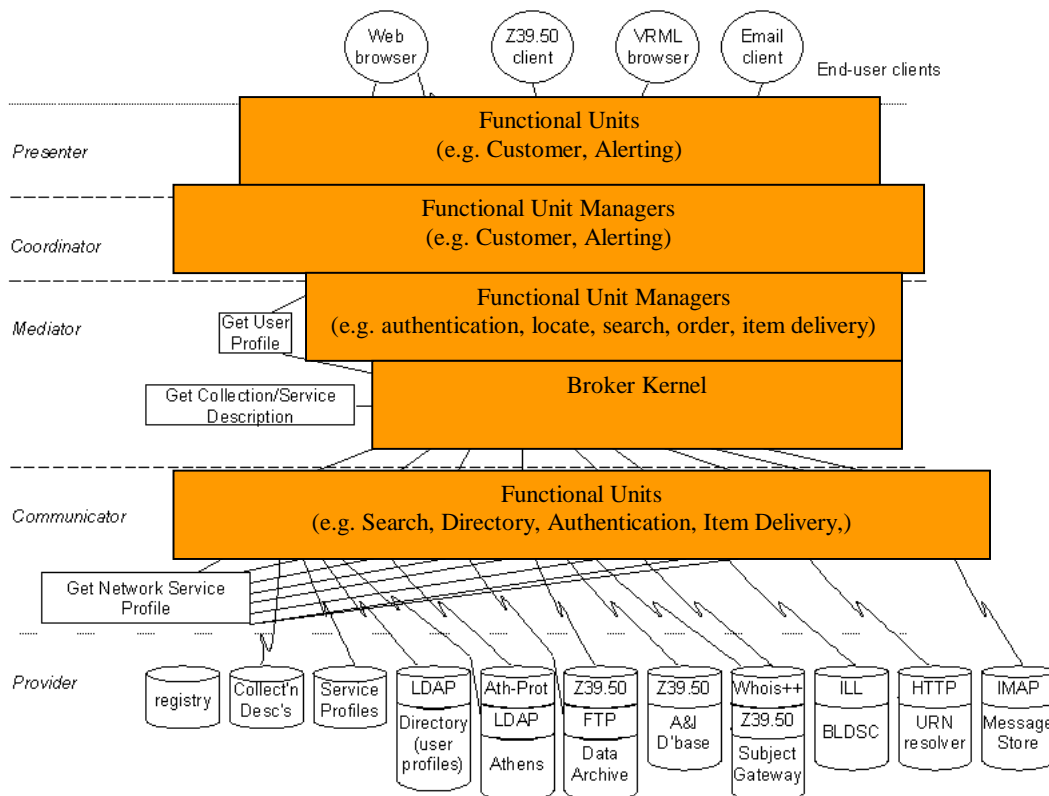 Web
browser
Z39.50
client
VRML
browser
Email
client
End-user clients
Presenter
Functional Units
(e.g. Customer, Alerting)
Coordinator
Functional Unit Managers
(e.g. Customer, Alerting)
Mediator
Functional Unit Managers
(e.g. authentication, locate, search, order, item delivery)
Get User
Profile
Broker Kernel
Get Collection/Service
Description
Communicator
Functional Units
(e.g. Search, Directory, Authentication, Item Delivery,)
Get Network Service
Profile
Provider
registry
Collect'n
Desc's
Service
Profiles
LDAP
Directory
(user
profiles)
Ath-Prot
LDAP
Athens
Z39.50
FTP
Data
Archive
Z39.50
A&I
D'base
Whois++
Z39.50
Subject
Gateway
ILL
BLDSC
HTTP
URN
resolver
IMAP
Message
Store